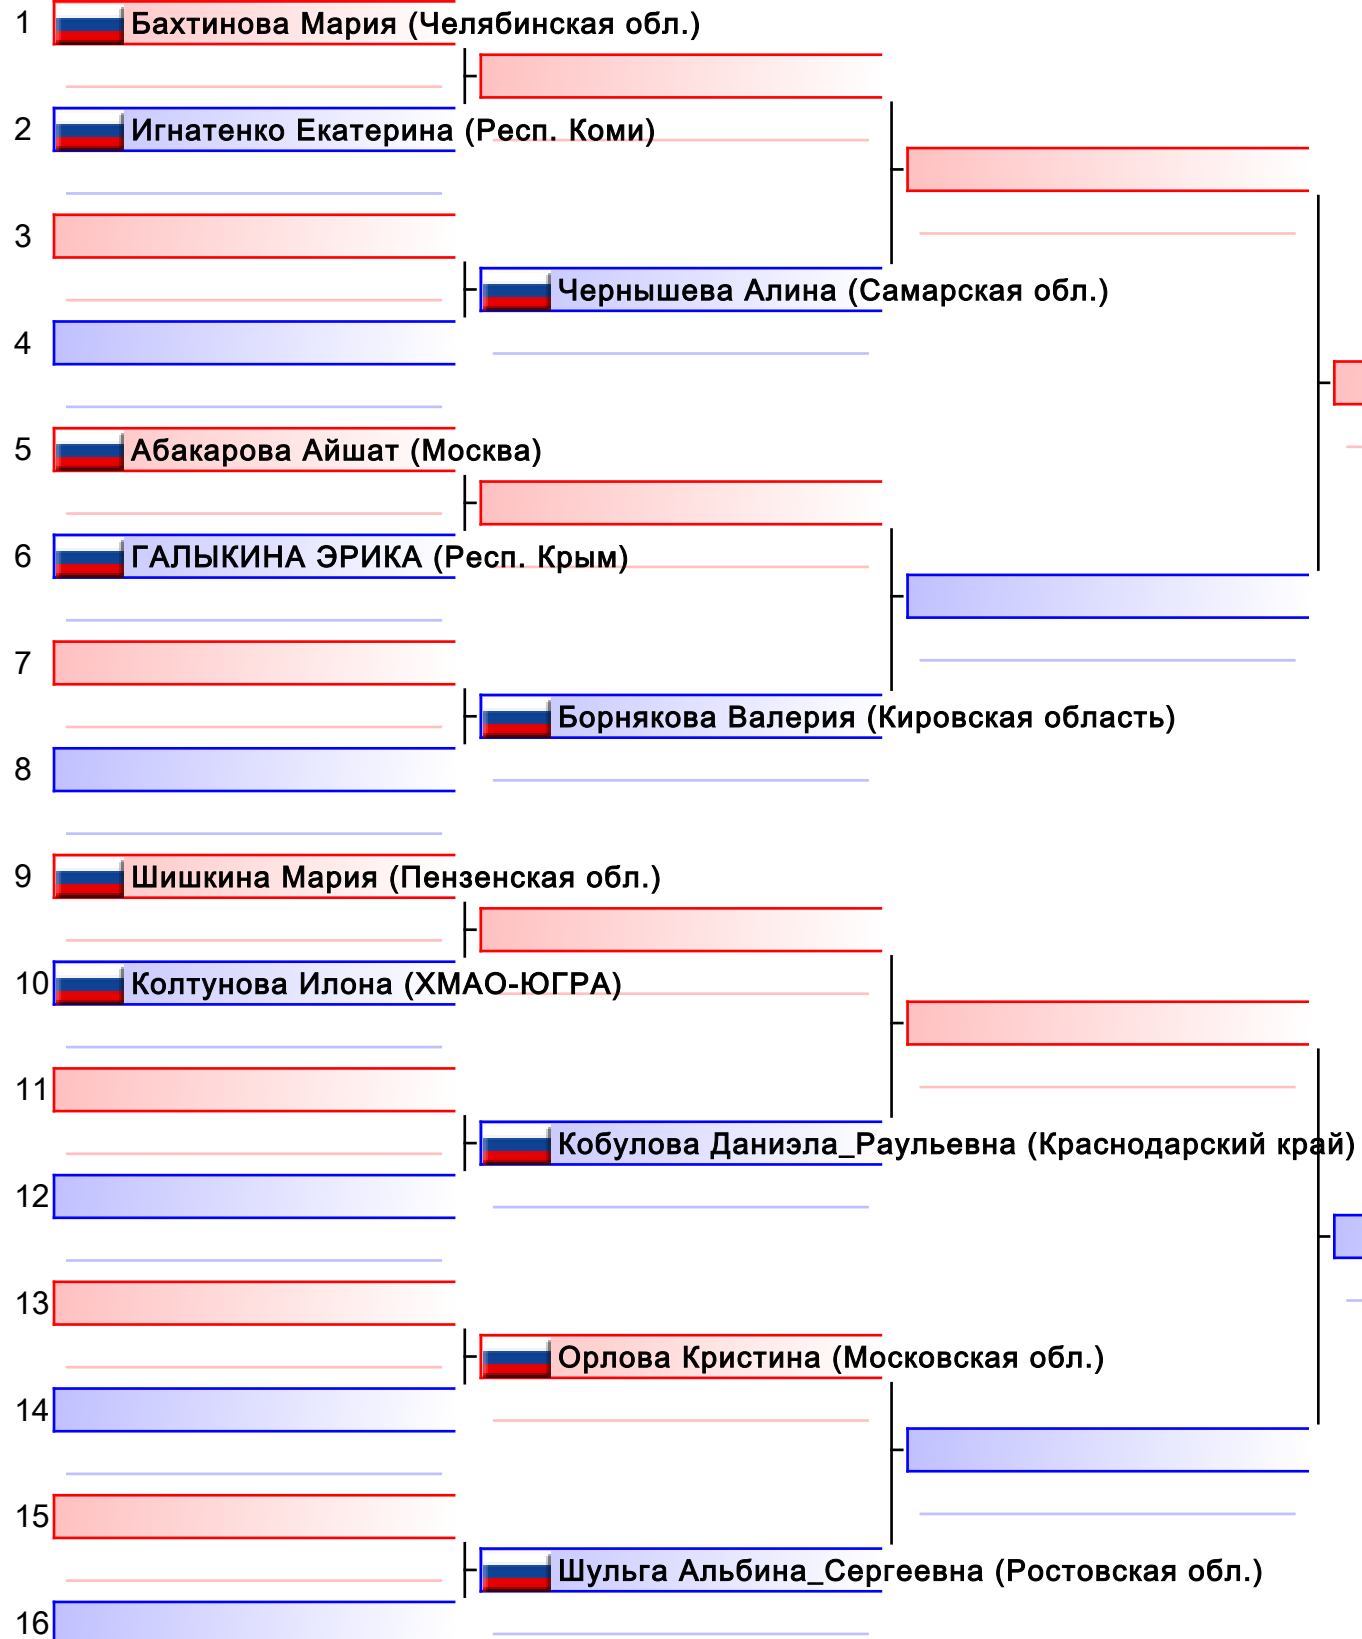 1 Бахтинова Мария (Челябинская обл.)
2 Игнатенко Екатерина (Респ. Коми)
3
Чернышева Алина (Самарская обл.)
4
5 Абакарова Айшат (Москва)
6 ГАЛЫКИНА ЭРИКА (Респ. Крым)
7
Борнякова Валерия (Кировская область)
8
9 Шишкина Мария (Пензенская обл.)
10 Колтунова Илона (ХМАО-ЮГРА)
11
Кобулова Даниэла_Раульевна (Краснодарский край)
12
13
Орлова Кристина (Московская обл.)
14
15
Шульга Альбина_Сергеевна (Ростовская обл.)
16